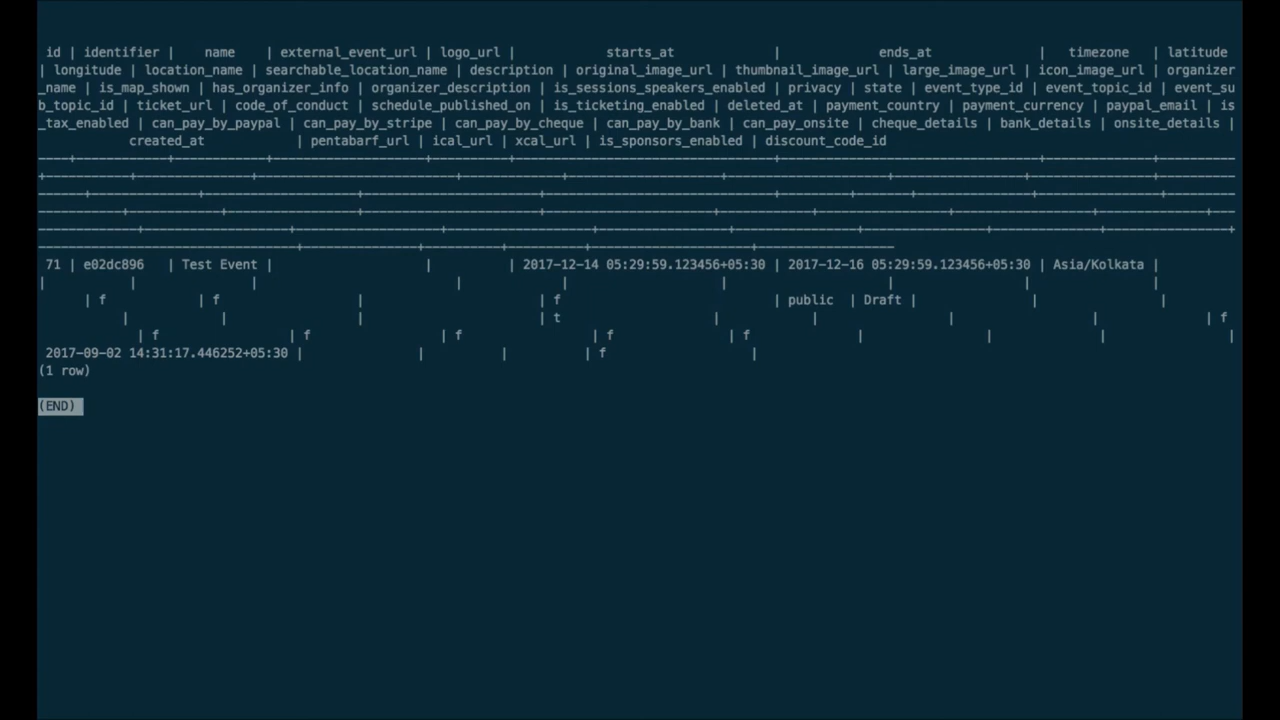 id | identifier | name | external_event_url | logo_url | starts_at | ends_at | timezone | latitude
| longitude | location_name | searchable_location_name | description | original_image_url | thumbnail_image_url | large_image_url | icon_image_url | organizer
_name | is_map_shown | has_organizer_info | organizer_description | is_sessions_speakers_enabled | privacy | state | event_type_id | event_topic_id | event_su
b_topic_id | ticket_url | code_of_conduct | schedule_published_on | is_ticketing_enabled | deleted_at | payment_country | payment_currency | paypal_email | is
_tax_enabled | can_pay_by_paypal | can_pay_by_stripe | can_pay_by_cheque | can_pay_by_bank | can_pay_onsite | cheque_details | bank_details | onsite_details |
created_at | pentabarf_url | ical_url | xcal_url | is_sponsors_enabled | discount_code_id
71 | e02dc896 | Test Event | | | 2017-12-14 05:29:59.123456+05:30 | 2017-12-16 05:29:59.123456+05:30 | Asia/Kolkata |
| | | | | | | | |
| f | f | | | f | public | Draft | | |
| | | | t | | | | | f
| f | f | f | f | f | | | |
2017-09-02 14:31:17.446252+05:30 | | | | f |
(1 row)
(END)